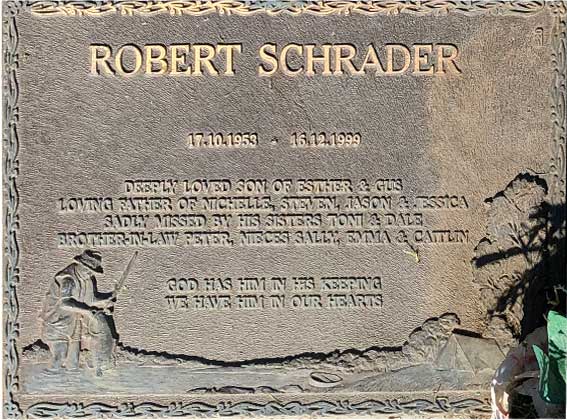 ROBERT SCHRADER
17.10.1953 - 16.12.1999
DEEPLY LOVED SON OF ESTHER & GUS
LOVING FATHER OF MICHELLE, STEVEN, JASON & JESSICA
SADLY MISSED BY HIS SISTERS TONI & DALE
BROTHER-IN-LAW PETER, NIECES SALLY, EMMA & CAITLIN
GOD HAS HIM IN HIS KEEPING
WE HAVE HIM IN OUR HEARTS